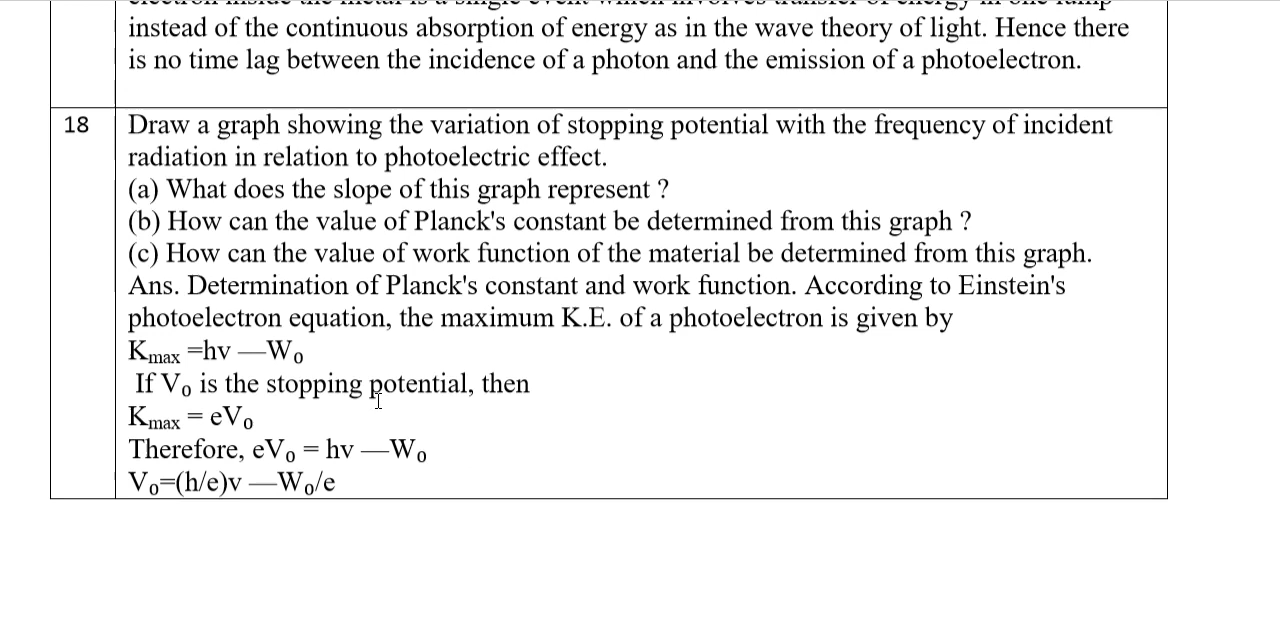 instead of the continuous absorption of energy as in the wave theory of light. Hence there
is no time lag between the incidence of a photon and the emission of a photoelectron.
18
Draw a graph showing the variation of stopping potential with the frequency of incident
radiation in relation to photoelectric effect.
(a) What does the slope of this graph represent ?
(b) How can the value of Planck's constant be determined from this graph ?
(c) How can the value of work function of the material be determined from this graph.
Ans. Determination of Planck's constant and work function. According to Einstein's
photoelectron equation, the maximum K.E. of a photoelectron is given by
Kmax =hv —W₀
If V₀ is the stopping potential, then
Kmax = eV₀
Therefore, eV₀ = hv —W₀
V₀=(h/e)v —W₀/e